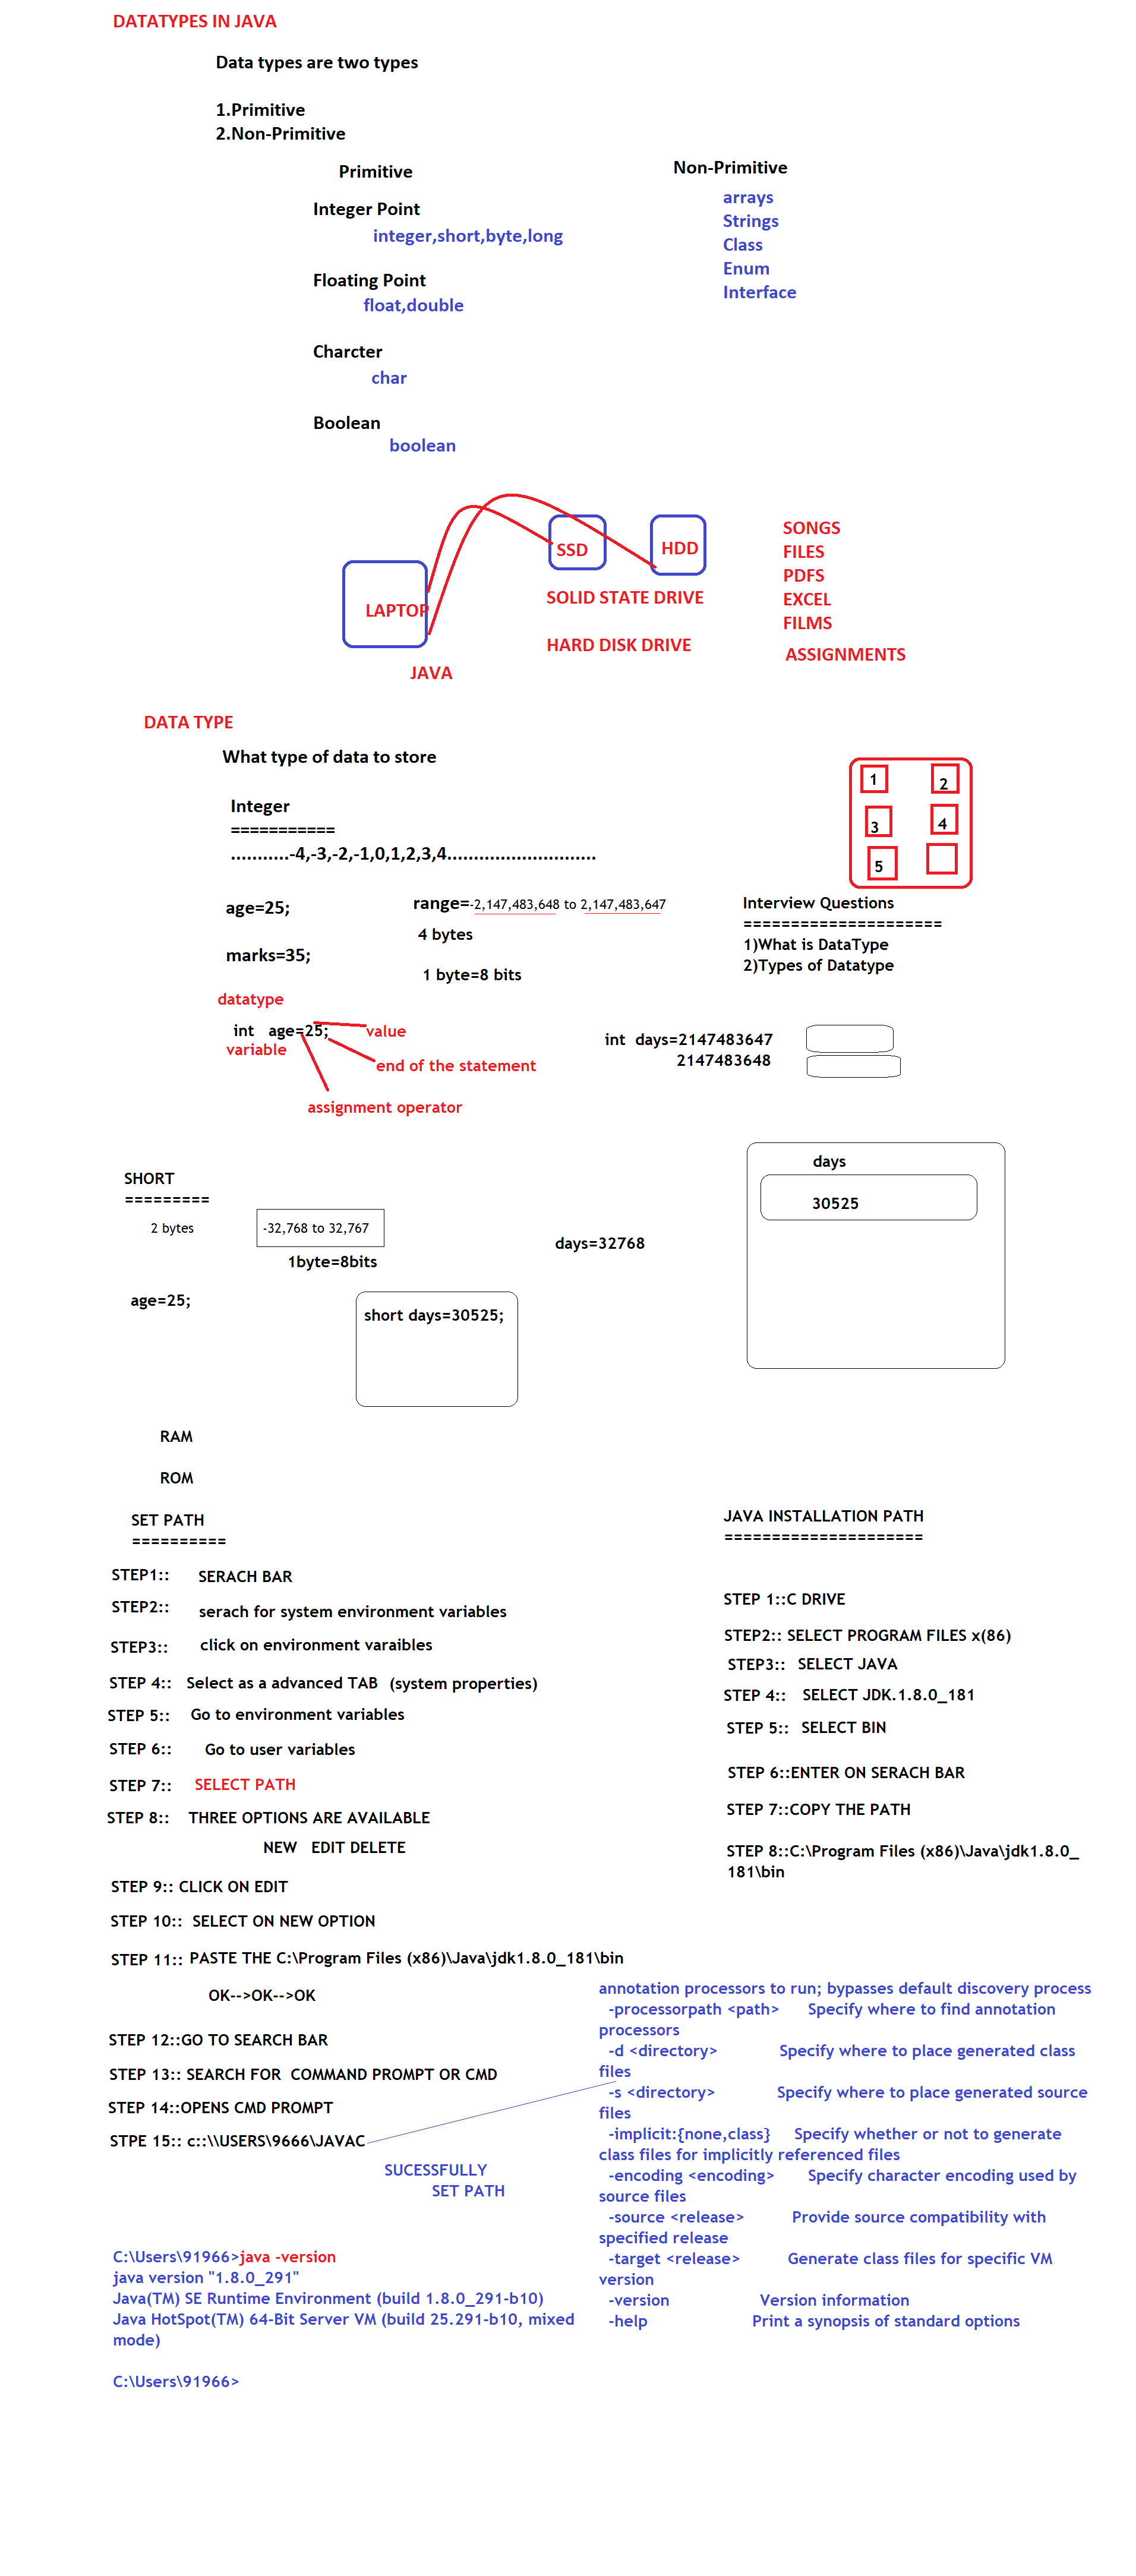 DATATYPES IN JAVA
Data types are two types
1.Primitive
2.Non-Primitive
Primitive
Non-Primitive
Integer Point
integer,short,byte,long
Floating Point
float,double
Charcter
char
Boolean
boolean
arrays
Strings
Class
Enum
Interface
LAPTOP
JAVA
SSD
HDD
SOLID STATE DRIVE
HARD DISK DRIVE
SONGS
FILES
PDFS
EXCEL
FILMS
ASSIGNMENTS
DATA TYPE
What type of data to store
Integer
===========
...........-4,-3,-2,-1,0,1,2,3,4............................
1
2
3
4
5
age=25;
range=-2,147,483,648 to 2,147,483,647
4 bytes
marks=35;
1 byte=8 bits
Interview Questions
=====================
1)What is DataType
2)Types of Datatype
datatype
int age=25;
value
variable
end of the statement
assignment operator
int days=2147483647
2147483648
SHORT
=========
2 bytes
-32,768 to 32,767
1byte=8bits
days=32768
days
30525
age=25;
short days=30525;
RAM
ROM
SET PATH
==========
STEP1:: SERACH BAR
STEP2:: serach for system environment variables
STEP3:: click on environment varaibles
STEP 4:: Select as a advanced TAB (system properties)
STEP 5:: Go to environment variables
STEP 6:: Go to user variables
STEP 7:: SELECT PATH
STEP 8:: THREE OPTIONS ARE AVAILABLE
NEW EDIT DELETE
STEP 9:: CLICK ON EDIT
STEP 10:: SELECT ON NEW OPTION
STEP 11:: PASTE THE C:\Program Files (x86)\Java\jdk1.8.0_181\bin
OK-->OK-->OK
STEP 12::GO TO SEARCH BAR
STEP 13:: SEARCH FOR COMMAND PROMPT OR CMD
STEP 14::OPENS CMD PROMPT
STPE 15:: c::\\USERS\9666\JAVAC
SUCESSFULLY
SET PATH
JAVA INSTALLATION PATH
=====================
STEP 1::C DRIVE
STEP2:: SELECT PROGRAM FILES x(86)
STEP3:: SELECT JAVA
STEP 4:: SELECT JDK.1.8.0_181
STEP 5:: SELECT BIN
STEP 6::ENTER ON SERACH BAR
STEP 7::COPY THE PATH
STEP 8::C:\Program Files (x86)\Java\jdk1.8.0_
181\bin
annotation processors to run; bypasses default discovery process
-processorpath <path> Specify where to find annotation
processors
-d <directory> Specify where to place generated class
files
-s <directory> Specify where to place generated source
files
-implicit:{none,class} Specify whether or not to generate
class files for implicitly referenced files
-encoding <encoding> Specify character encoding used by
source files
-source <release> Provide source compatibility with
specified release
-target <release> Generate class files for specific VM
version
-version Version information
-help Print a synopsis of standard options
C:\Users\91966>java -version
java version "1.8.0_291"
Java(TM) SE Runtime Environment (build 1.8.0_291-b10)
Java HotSpot(TM) 64-Bit Server VM (build 25.291-b10, mixed
mode)
C:\Users\91966>